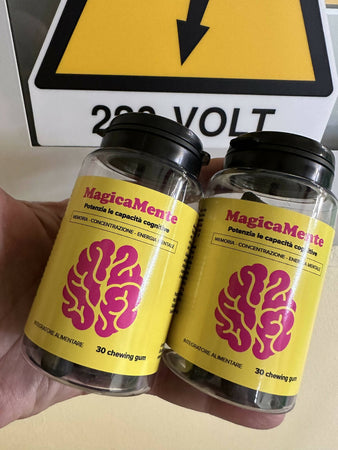 VOLT
MagicaMente
Potenzia le capacità cognitive
MEMORIA - CONCENTRAZIONE - ENERGIA MENTALE
INTEGRATORE ALIMENTARE
30 chewing gum
MagicaMente
Potenzia le capacità cognitive
MEMORIA - CONCENTRAZIONE - ENERGIA MENTALE
INTEGRATORE ALIMENTARE
30 chewing gum